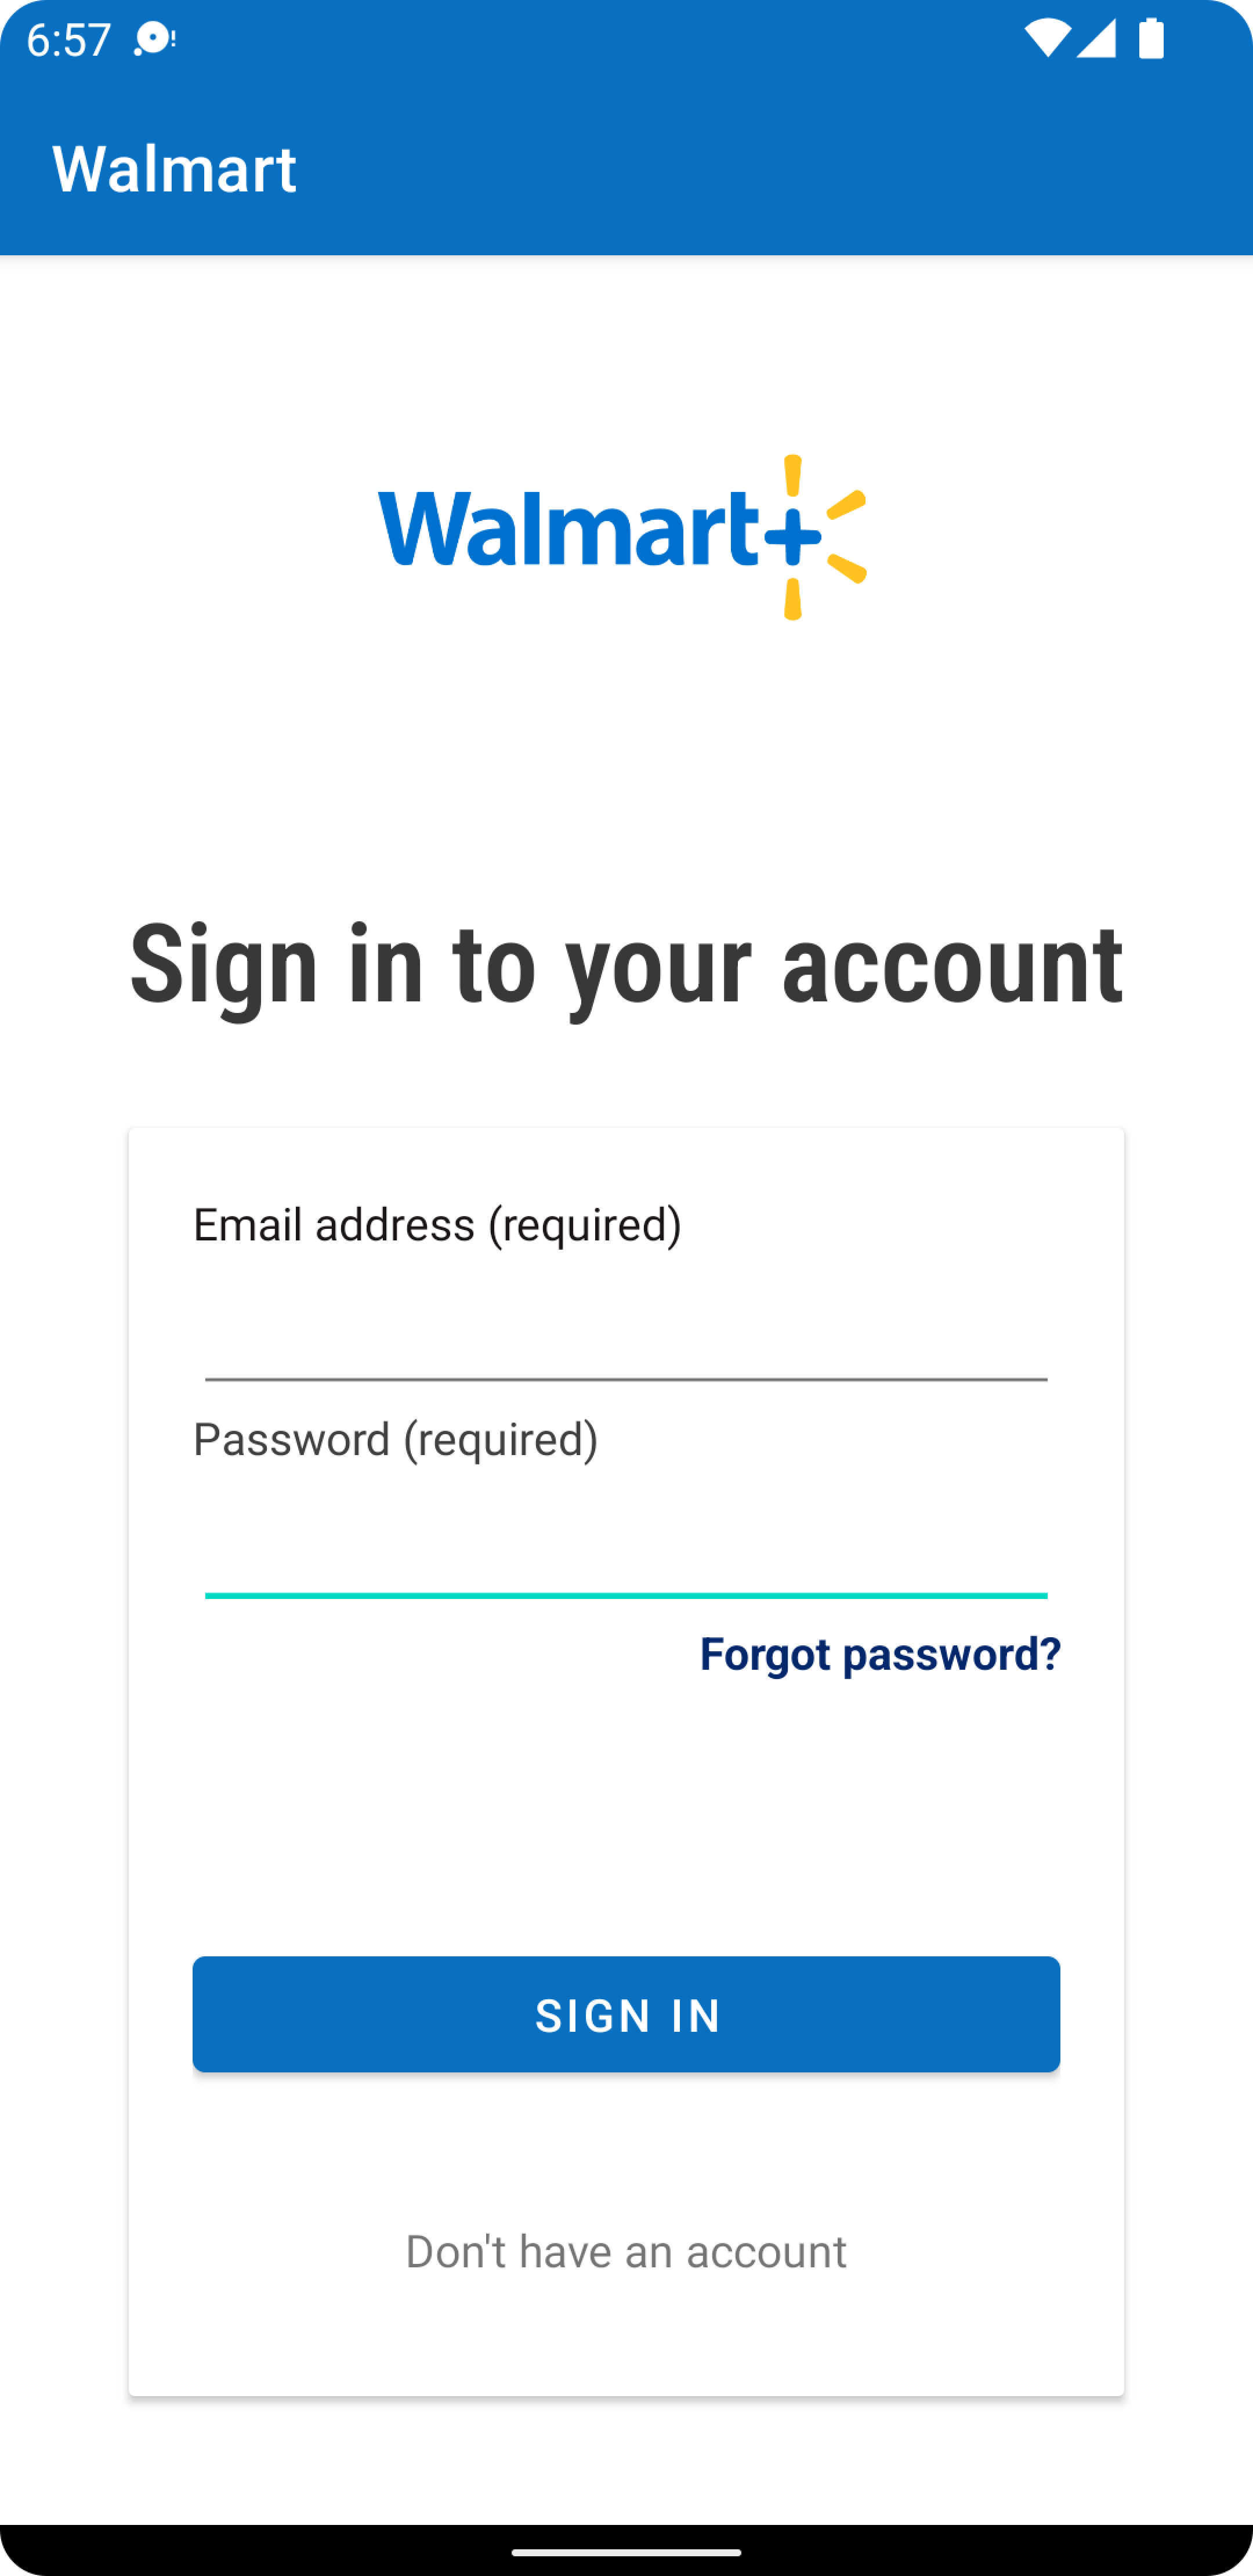 6:57
Walmart
Walmart+
Sign in to your account
Email address (required)
Password (required)
Forgot password?
SIGN IN
Don't have an account